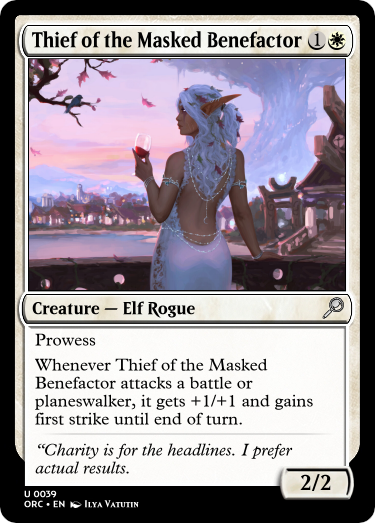 Thief of the Masked Benefactor 1
Creature — Elf Rogue
Prowess
Whenever Thief of the Masked
Benefactor attacks a battle or
planeswalker, it gets +1/+1 and gains
first strike until end of turn.
“Charity is for the headlines. I prefer
actual results.
2/2
U 0039
ORC • EN Ilya Vatutin